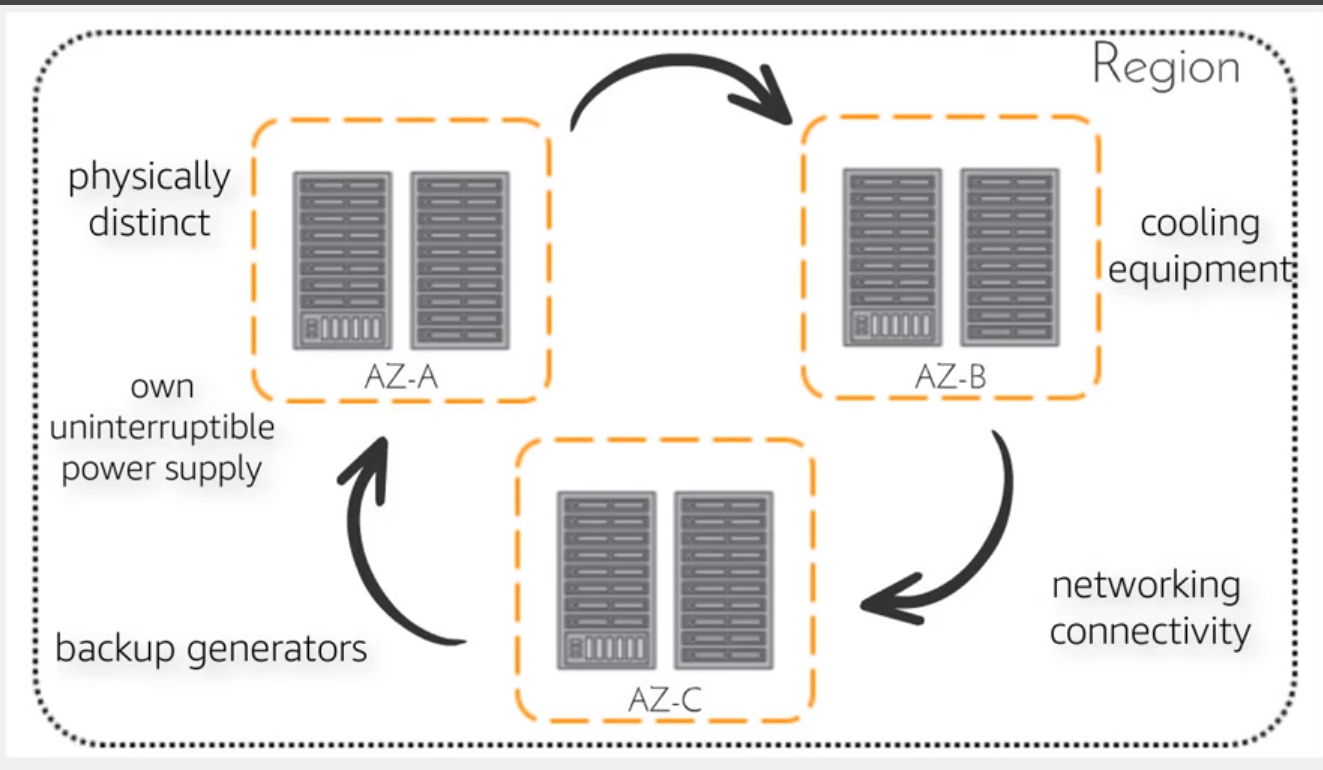 Region
physically
distinct
AZ-A
AZ-B
cooling
equipment
own
uninterruptible
power supply
backup generators
AZ-C
networking
connectivity